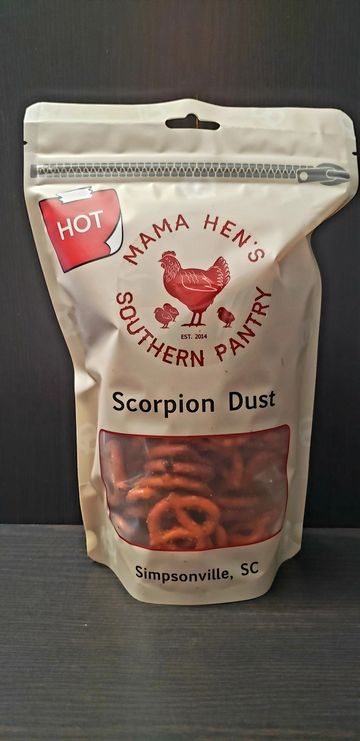 HOT
MAMA HEN'S
EST. 2014
SOUTHERN PANTRY
Scorpion Dust
Simpsonville, SC